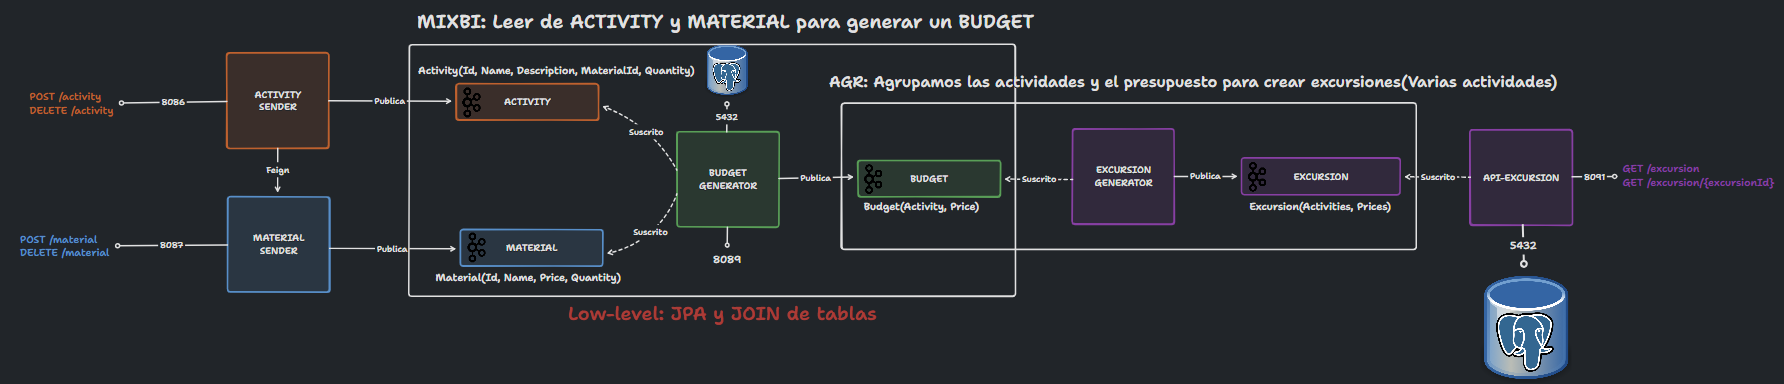 MIXBI: Leer de ACTIVITY y MATERIAL para generar un BUDGET
Activity(Id, Name, Description, MaterialId, Quantity)
AGR: Agrupamos las actividades y el presupuesto para crear excursiones(Varias actividades)
POST /activity
DELETE /activity
8086
ACTIVITY
SENDER
Publica
ACTIVITY
5432
Suscrito
Feign
BUDGET
GENERATOR
Publica
BUDGET
Budget(Activity, Price)
Suscrito
EXCURSION
GENERATOR
Publica
EXCURSION
Excursion(Activities, Prices)
Suscrito
API-EXCURSION
8091
GET /excursion
GET /excursion/{excursionId}
POST /material
DELETE /material
8087
MATERIAL
SENDER
Publica
MATERIAL
Suscrito
Material(Id, Name, Price, Quantity)
8089
5432
Low-level: JPA y JOIN de tablas